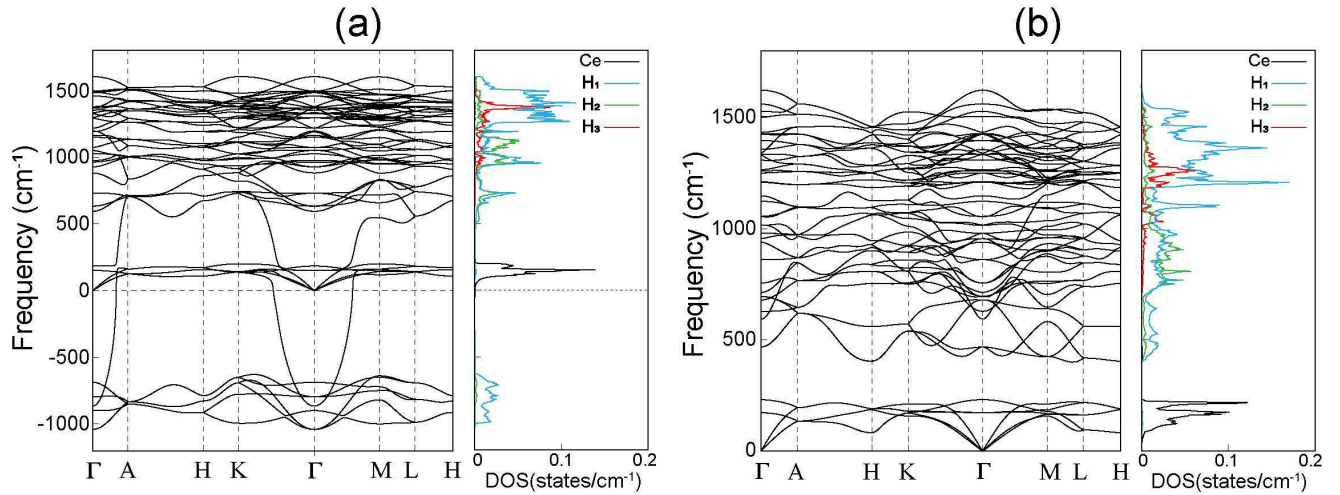 (a)
Frequency (cm⁻¹)
1500
1000
500
0
-500
-1000
Γ A H K Γ M L H
Ce
H₁
H₂
H₃
0 0.1 0.2
DOS(states/cm⁻¹)
(b)
Frequency (cm⁻¹)
1500
1000
500
0
Γ A H K Γ M L H
Ce
H₁
H₂
H₃
0 0.1 0.2
DOS(states/cm⁻¹)